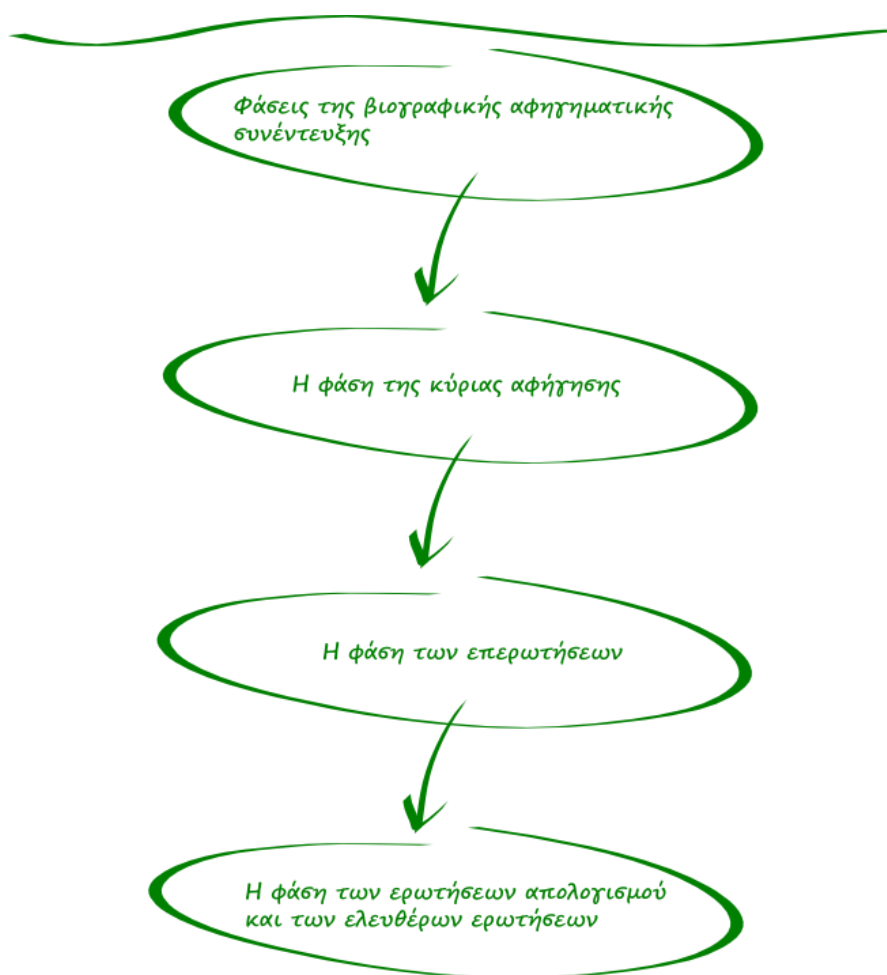 Φάσεις της βιογραφικής αφηγηματικής
συνέντευξης
Η φάση της κύριας αφήγησης
Η φάση των επερωτήσεων
Η φάση των ερωτήσεων απολογισμού
και των ελευθέρων ερωτήσεων